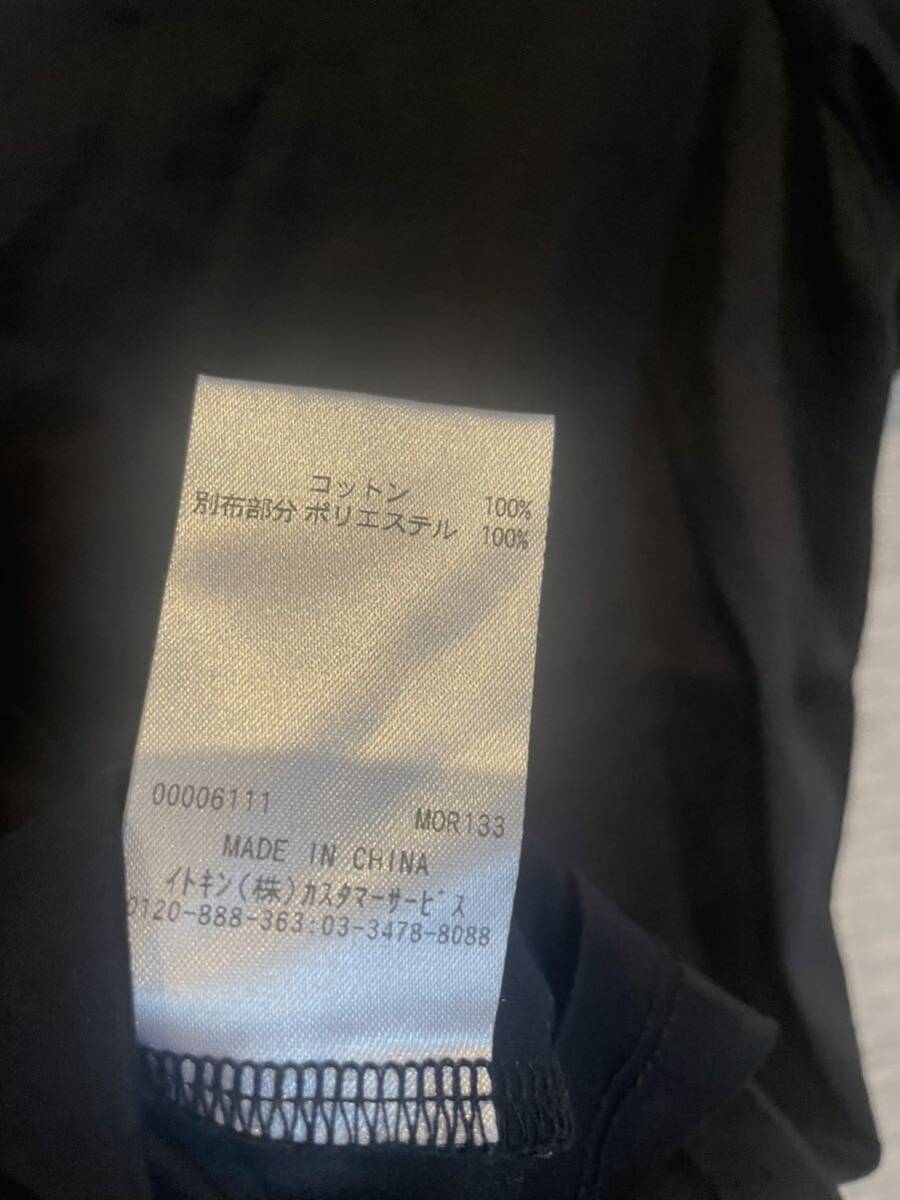 コットン 100%
別布部分 ポリエステル 100%
00006111
MOR133
MADE IN CHINA
イトキン(株)カスタマーサービス
0120-888-363:03-3478-8088